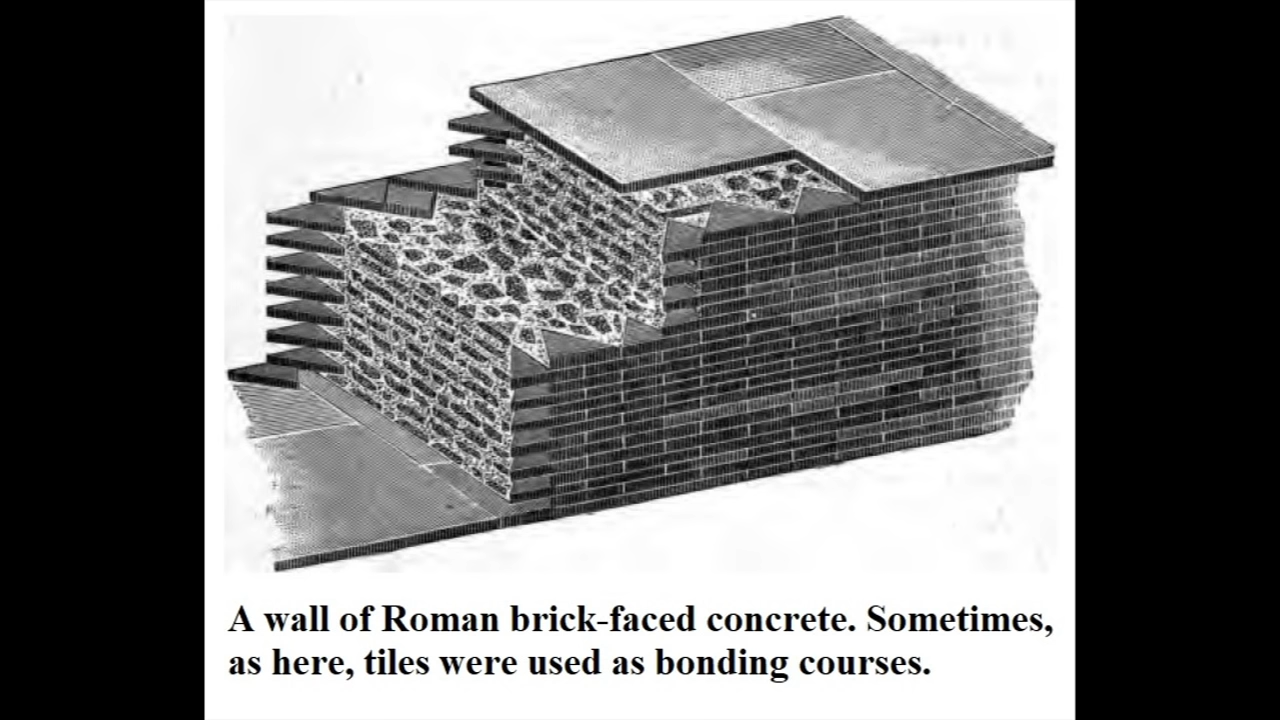 A wall of Roman brick-faced concrete. Sometimes,
as here, tiles were used as bonding courses.